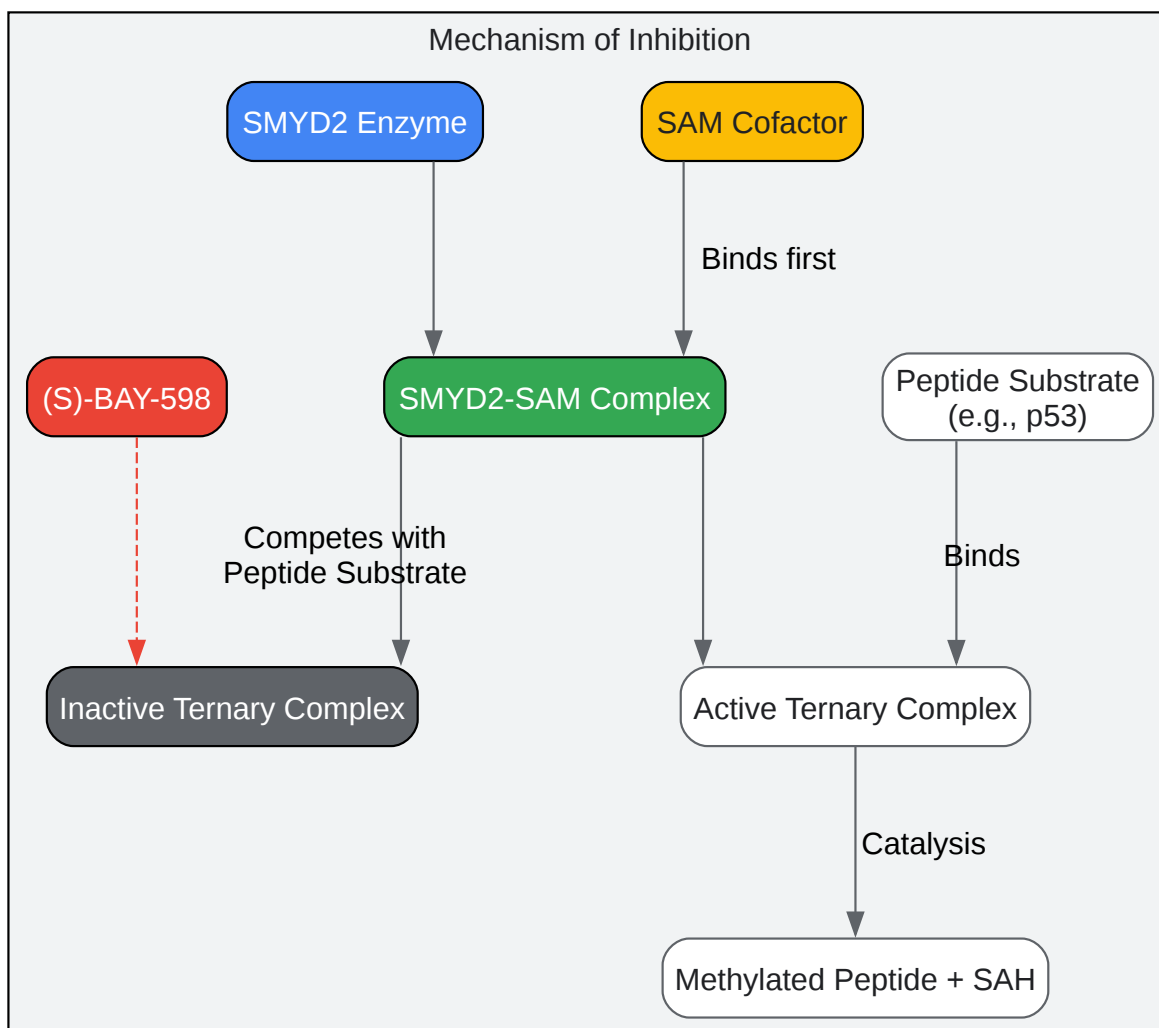 Mechanism of Inhibition
SMYD2 Enzyme
SAM Cofactor
Binds first
(S)-BAY-598
SMYD2-SAM Complex
Peptide Substrate
(e.g., p53)
Competes with
Peptide Substrate
Binds
Inactive Ternary Complex
Active Ternary Complex
Catalysis
Methylated Peptide + SAH